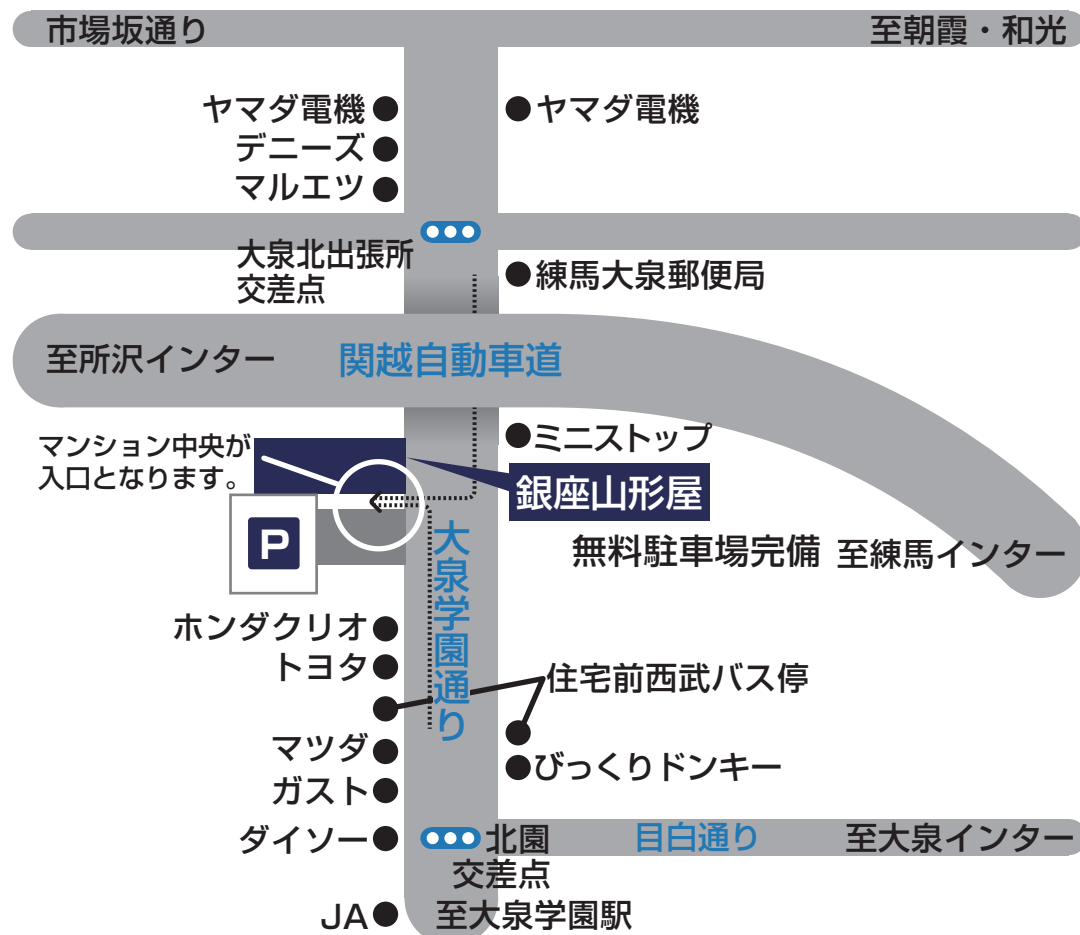 市場坂通り
至朝霞・和光
ヤマダ電機
ヤマダ電機
デニーズ
マルエツ
大泉北出張所
交差点
練馬大泉郵便局
至所沢インター
関越自動車道
ミニストップ
マンション中央が
入口となります。
銀座山形屋
P
大泉学園通り
無料駐車場完備
至練馬インター
ホンダクリオ
トヨタ
住宅前西武バス停
マツダ
びっくりドンキー
ガスト
ダイソー
北園
交差点
目白通り
至大泉インター
JA
至大泉学園駅